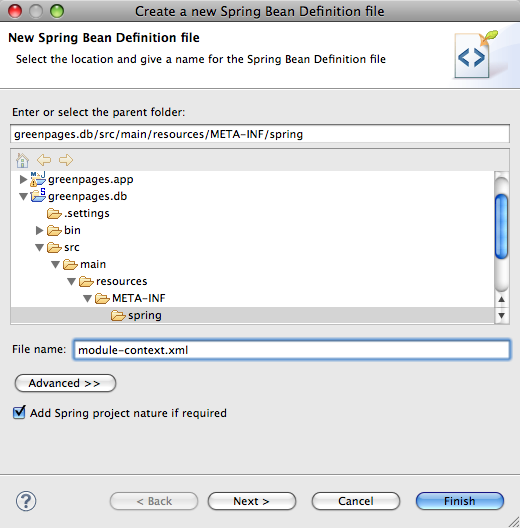 Create a new Spring Bean Definition file
New Spring Bean Definition file
Select the location and give a name for the Spring Bean Definition file
Enter or select the parent folder:
greenpages.db/src/main/resources/META-INF/spring
greenpages.app
greenpages.db
.settings
bin
src
main
resources
META-INF
spring
File name: module-context.xml
Advanced >>
Add Spring project nature if required
? < Back Next > Cancel Finish